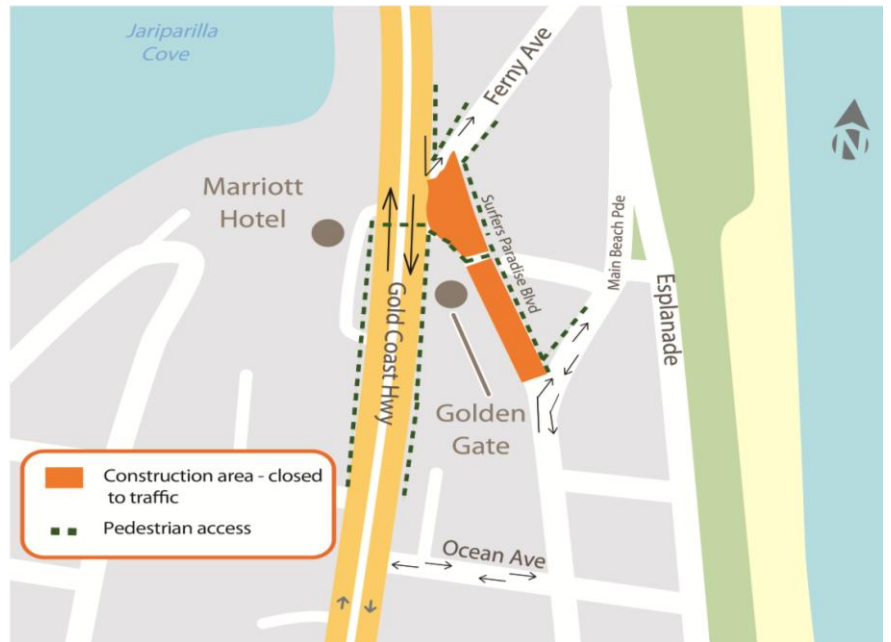 Jariparilla
Cove
Ferny Ave
N
Marriott
Hotel
Surfers Paradise Blvd
Main Beach Pde
Esplanade
Gold Coast Hwy
Golden
Gate
Construction area - closed
to traffic
Pedestrian access
Ocean Ave